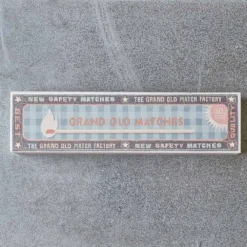 NEW SAFETY MATCHES ★ THE GRAND OLD MATCH FACTORY
BEST
GRAND OLD MATCHES
QUALITY
THE GRAND OLD MATCH FACTORY ★ NEW SAFETY MATCHES